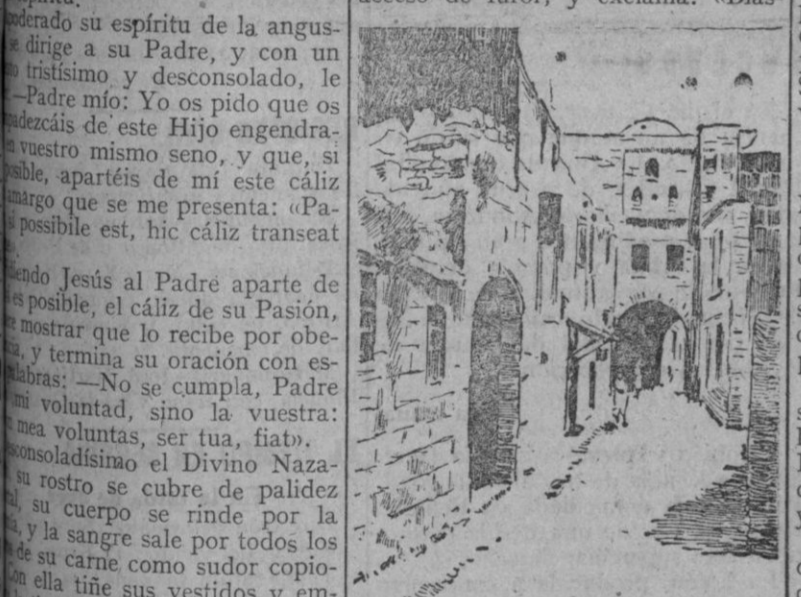 poderado su espíritu de la angus-
se dirige a su Padre, y con un
tristísimo y desconsolado, le
—Padre mío: Yo os pido que os
padezcáis de este Hijo engendra-
en vuestro mismo seno, y que, si
posible, apartéis de mí este cáliz
amargo que se me presenta: «Pa-
si possibile est, hic cáliz transeat
Jesús al Padre aparte de
es posible, el cáliz de su Pasión,
mostrar que lo recibe por obe-
y termina su oración con es-
palabras: —No se cumpla, Padre
mi voluntad, sino la vuestra:
mea voluntas, ser tua, fiat».
Desconsoladísimo el Divino Naza-
su rostro se cubre de palidez
su cuerpo se rinde por la
y la sangre sale por todos los
de su carne como sudor copio-
Con ella tiñe sus vestidos y em-
acceso de furor, y exclama: